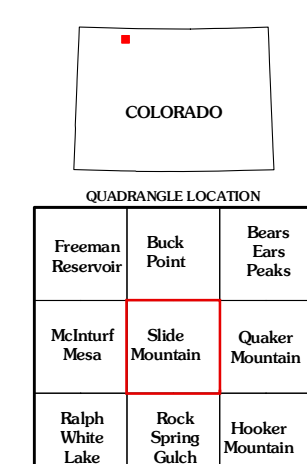 COLORADO
QUADRANGLE LOCATION
Freeman Reservoir
Buck Point
Bears Ears Peaks
McInturf Mesa
Slide Mountain
Quaker Mountain
Ralph White Lake
Rock Spring Gulch
Hooker Mountain